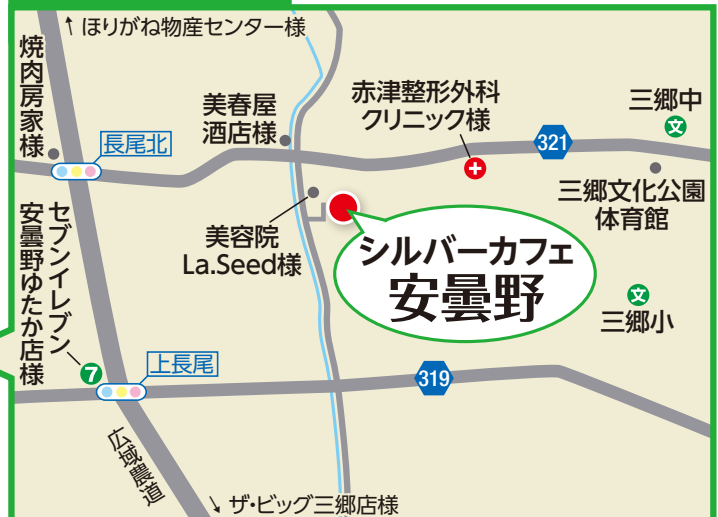 ↑ ほりがね物産センター様
焼肉房家様
長尾北
美春屋
酒店様
赤津整形外科
クリニック様
321
三郷中
文
三郷文化公園
体育館
美容院
La.Seed様
シルバーカフェ
安曇野
文
三郷小
セブンイレブン
安曇野ゆたか店様
7
上長尾
319
広域農道
↘ ザ・ビッグ三郷店様